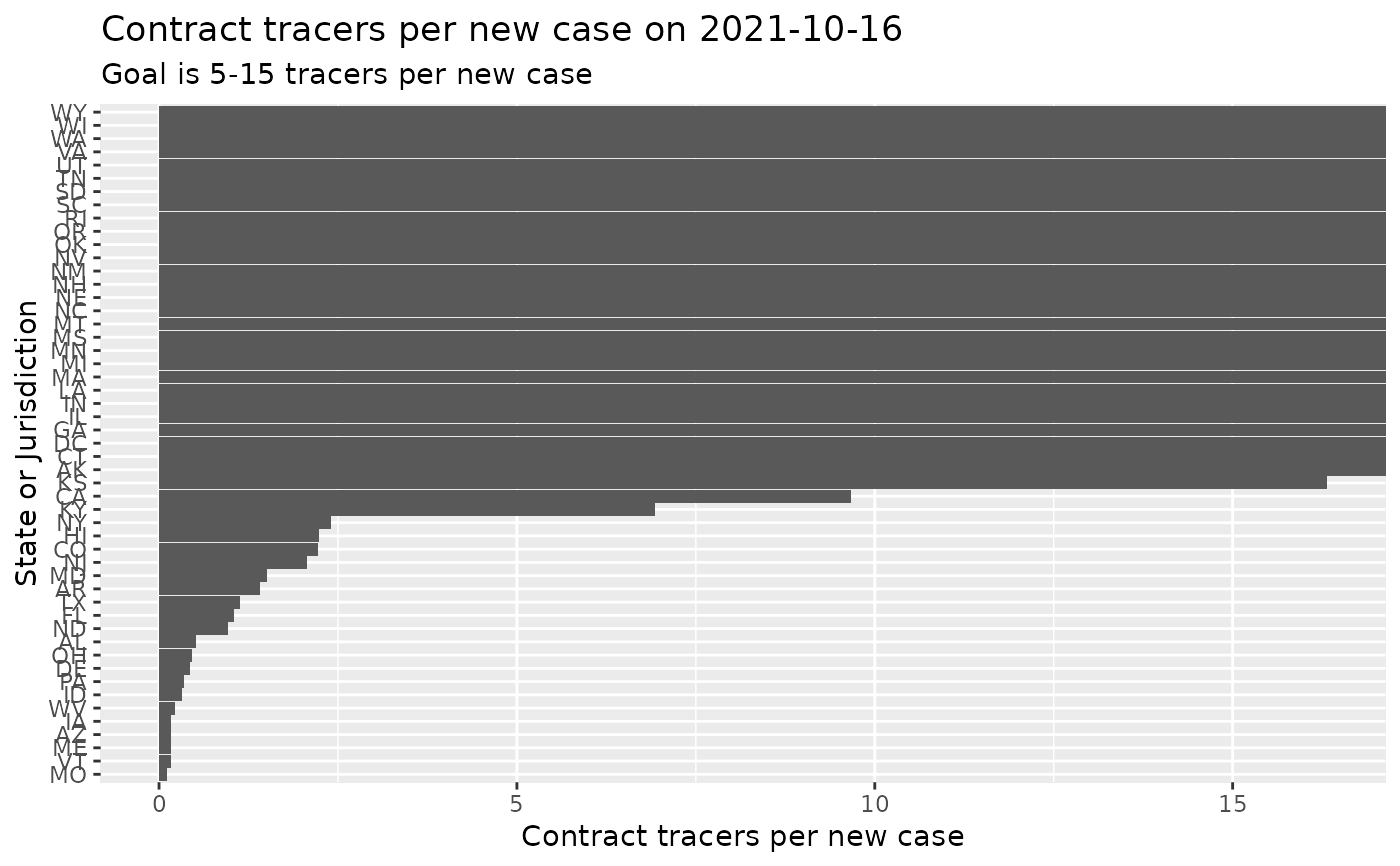 Contract tracers per new case on 2021-10-16
Goal is 5-15 tracers per new case
State or Jurisdiction
WY
WI
WA
VA
UT
TN
SD
SC
RI
OR
OK
NV
NM
NH
NE
NC
MT
MS
MN
MI
MA
LA
IN
IL
GA
DC
CT
AK
KS
CA
KY
NY
HI
CO
NJ
MD
AR
TX
FL
ND
AL
OH
DE
PA
ID
WV
IA
AZ
ME
VT
MO
0 5 10 15
Contract tracers per new case